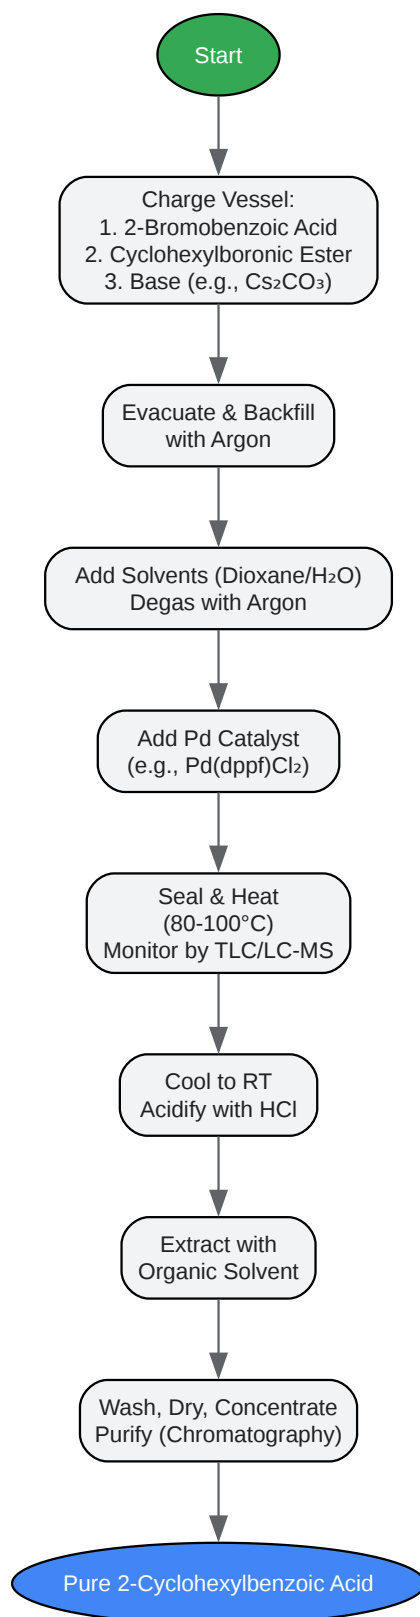 Start
Charge Vessel:
1. 2-Bromobenzoic Acid
2. Cyclohexylboronic Ester
3. Base (e.g., Cs₂CO₃)
Evacuate & Backfill
with Argon
Add Solvents (Dioxane/H₂O)
Degas with Argon
Add Pd Catalyst
(e.g., Pd(dppf)Cl₂)
Seal & Heat
(80-100°C)
Monitor by TLC/LC-MS
Cool to RT
Acidify with HCl
Extract with
Organic Solvent
Wash, Dry, Concentrate
Purify (Chromatography)
Pure 2-Cyclohexylbenzoic Acid